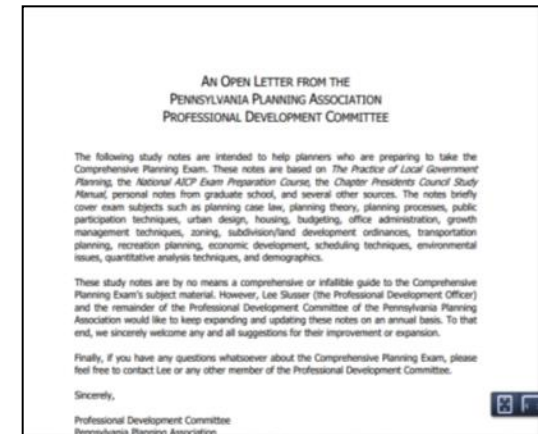 AN OPEN LETTER FROM THE
PENNSYLVANIA PLANNING ASSOCIATION
PROFESSIONAL DEVELOPMENT COMMITTEE
The following study notes are intended to help planners who are preparing to take the
Comprehensive Planning Exam. These notes are based on The Practice of Local Government
Planning, the National AICP Exam Preparation Course, the Chapter Presidents Council Study
Manual, personal notes from graduate school, and several other sources. The notes briefly
cover exam subjects such as planning case law, planning theory, planning processes, public
participation techniques, urban design, housing, budgeting, office administration, growth
management techniques, zoning, subdivision/land development ordinances, transportation
planning, recreation planning, economic development, scheduling techniques, environmental
issues, quantitative analysis techniques, and demographics.
These study notes are by no means a comprehensive or infallible guide to the Comprehensive
Planning Exam's subject material. However, Lee Slusser (the Professional Development Officer)
and the remainder of the Professional Development Committee of the Pennsylvania Planning
Association would like to keep expanding and updating these notes on an annual basis. To that
end, we sincerely welcome any and all suggestions for their improvement or expansion.
Finally, if you have any questions whatsoever about the Comprehensive Planning Exam, please
feel free to contact Lee or any other member of the Professional Development Committee.
Sincerely,
Professional Development Committee
Pennsylvania Planning Association